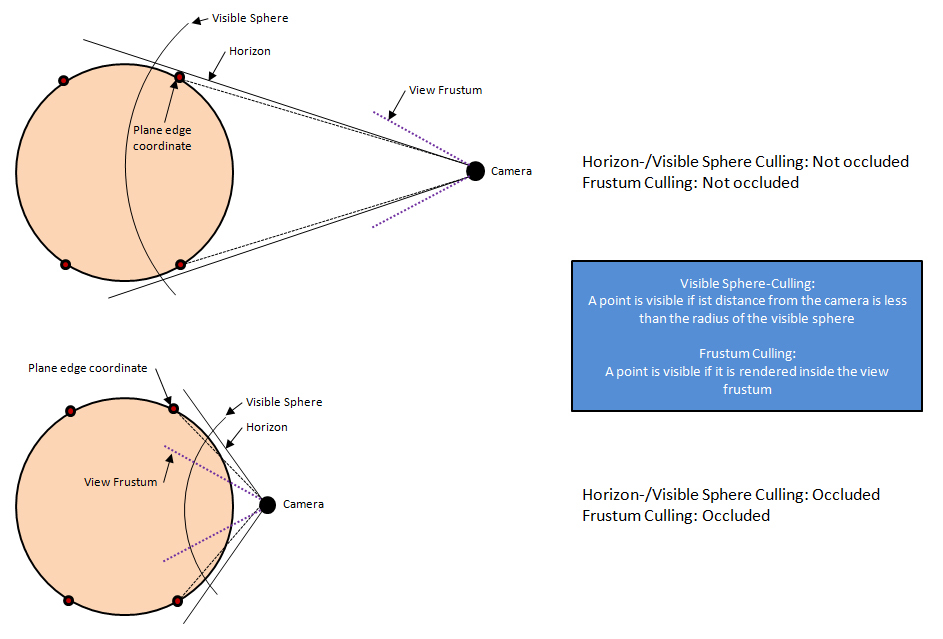 Visible Sphere
Horizon
View Frustum
Plane edge
coordinate
Camera
Horizon-/Visible Sphere Culling: Not occluded
Frustum Culling: Not occluded
Visible Sphere-Culling:
A point is visible if ist distance from the camera is less
than the radius of the visible sphere
Frustum Culling:
A point is visible if it is rendered inside the view
frustum
Plane edge coordinate
Visible Sphere
Horizon
View Frustum
Camera
Horizon-/Visible Sphere Culling: Occluded
Frustum Culling: Occluded